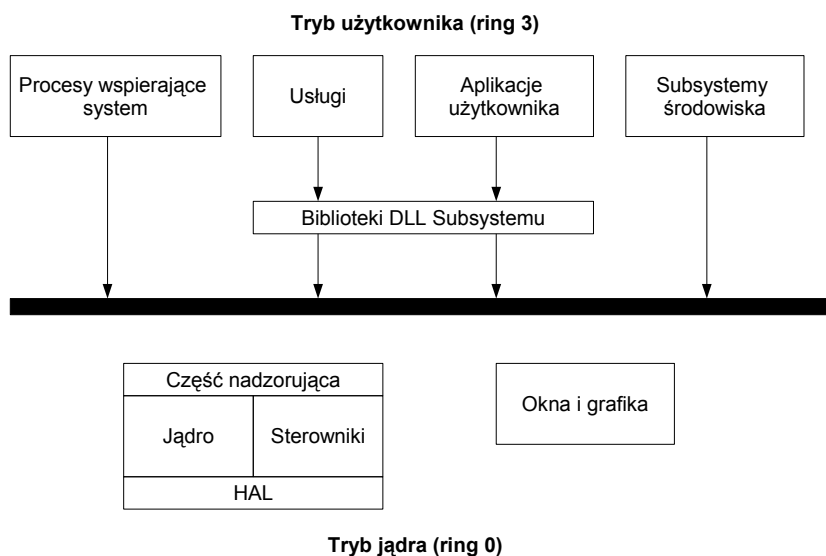 Tryb użytkownika (ring 3)
Procesy wspierające
system
Usługi
Aplikacje
użytkownika
Subsystemy
środowiska
Biblioteki DLL Subsystemu
Część nadzorująca
Jądro
Sterowniki
HAL
Okna i grafika
Tryb jądra (ring 0)